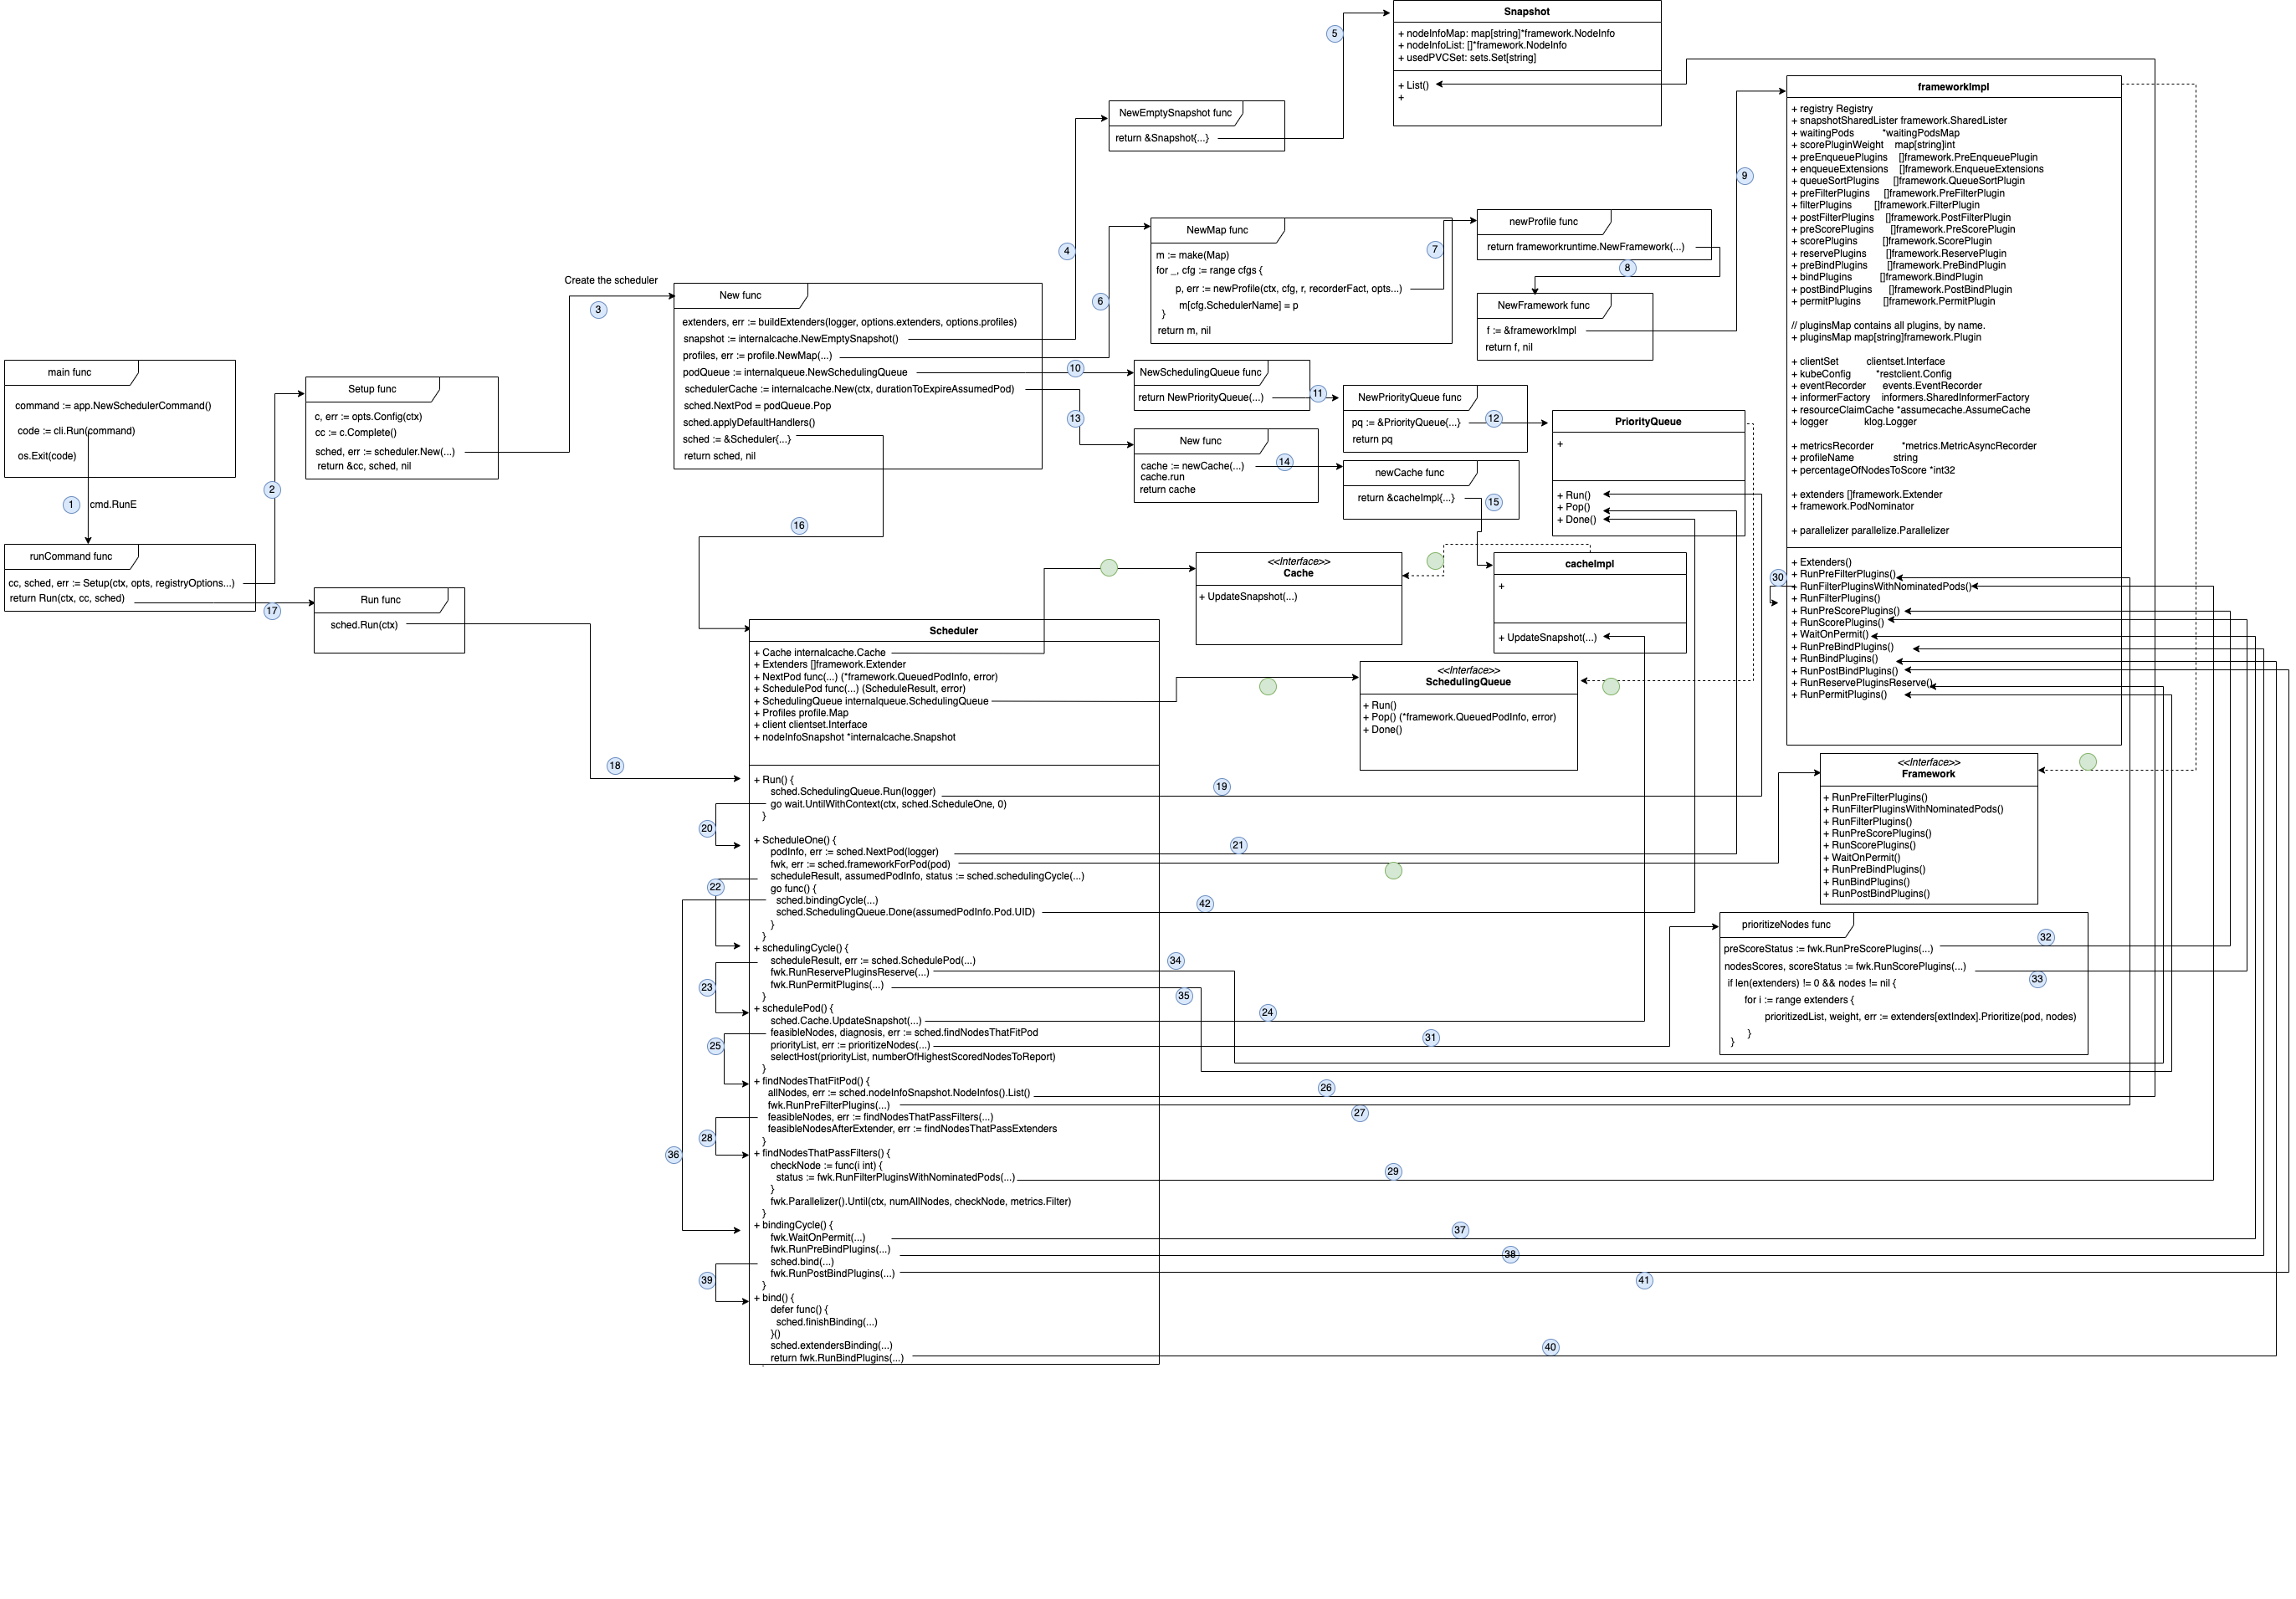 main func
command := app.NewSchedulerCommand()
code := cli.Run(command)
os.Exit(code)
1
cmd.RunE
runCommand func
cc, sched, err := Setup(ctx, opts, registryOptions...)
return Run(ctx, cc, sched)
2
17
Setup func
c, err := opts.Config(ctx)
cc := c.Complete()
sched, err := scheduler.New(...)
return &cc, sched, nil
Run func
sched.Run(ctx)
Create the scheduler
3
New func
extenders, err := buildExtenders(logger, options.extenders, options.profiles)
snapshot := internalcache.NewEmptySnapshot()
profiles, err := profile.NewMap(...)
podQueue := internalqueue.NewSchedulingQueue
schedulerCache := internalcache.New(ctx, durationToExpireAssumedPod)
sched.NextPod = podQueue.Pop
sched.applyDefaultHandlers()
sched := &Scheduler{...}
return sched, nil
4
NewEmptySnapshot func
return &Snapshot{...}
5
Snapshot
+ nodeInfoMap: map[string]*framework.NodeInfo
+ nodeInfoList: []*framework.NodeInfo
+ usedPVCSet: sets.Set[string]
+ List()
+
6
NewMap func
m := make(Map)
for _, cfg := range cfgs {
p, err := newProfile(ctx, cfg, r, recorderFact, opts...)
m[cfg.SchedulerName] = p
}
return m, nil
7
newProfile func
return frameworkruntime.NewFramework(...)
8
NewFramework func
f := &frameworkImpl
return f, nil
9
10
NewSchedulingQueue func
return NewPriorityQueue(...)
11
NewPriorityQueue func
pq := &PriorityQueue(...)
return pq
12
PriorityQueue
+
+ Run()
+ Pop()
+ Done()
13
New func
cache := newCache(...)
cache.run
return cache
14
newCache func
return &cacheImpl{...}
15
16
<<Interface>>
Cache
+ UpdateSnapshot(...)
cacheImpl
+
+ UpdateSnapshot(...)
<<Interface>>
SchedulingQueue
+ Run()
+ Pop() (*framework.QueuedPodInfo, error)
+ Done()
frameworkImpl
+ registry Registry
+ snapshotSharedLister framework.SharedLister
+ waitingPods *waitingPodsMap
+ scorePluginWeight map[string]int
+ preEnqueuePlugins []framework.PreEnqueuePlugin
+ enqueueExtensions []framework.EnqueueExtensions
+ queueSortPlugins []framework.QueueSortPlugin
+ preFilterPlugins []framework.PreFilterPlugin
+ filterPlugins []framework.FilterPlugin
+ postFilterPlugins []framework.PostFilterPlugin
+ preScorePlugins []framework.PreScorePlugin
+ scorePlugins []framework.ScorePlugin
+ reservePlugins []framework.ReservePlugin
+ preBindPlugins []framework.PreBindPlugin
+ bindPlugins []framework.BindPlugin
+ postBindPlugins []framework.PostBindPlugin
+ permitPlugins []framework.PermitPlugin
// pluginsMap contains all plugins, by name.
+ pluginsMap map[string]framework.Plugin
+ clientSet clientset.Interface
+ kubeConfig *restclient.Config
+ eventRecorder events.EventRecorder
+ informerFactory informers.SharedInformerFactory
+ resourceClaimCache *assumecache.AssumeCache
+ logger klog.Logger
+ metricsRecorder *metrics.MetricAsyncRecorder
+ profileName string
+ percentageOfNodesToScore *int32
+ extenders []framework.Extender
+ framework.PodNominator
+ parallelizer parallelize.Parallelizer
+ Extenders()
30
+ RunPreFilterPlugins()
+ RunFilterPluginsWithNominatedPods()
+ RunFilterPlugins()
+ RunPreScorePlugins()
+ RunScorePlugins()
+ WaitOnPermit()
+ RunPreBindPlugins()
+ RunBindPlugins()
+ RunPostBindPlugins()
+ RunReservePluginsReserve()
+ RunPermitPlugins()
<<Interface>>
Framework
+ RunPreFilterPlugins()
+ RunFilterPluginsWithNominatedPods()
+ RunFilterPlugins()
+ RunPreScorePlugins()
+ RunScorePlugins()
+ WaitOnPermit()
+ RunPreBindPlugins()
+ RunBindPlugins()
+ RunPostBindPlugins()
prioritizeNodes func
preScoreStatus := fwk.RunPreScorePlugins(...)
32
nodesScores, scoreStatus := fwk.RunScorePlugins(...)
33
if len(extenders) != 0 && nodes != nil {
for i := range extenders {
prioritizedList, weight, err := extenders[extIndex].Prioritize(pod, nodes)
}
}
Scheduler
+ Cache internalcache.Cache
+ Extenders []framework.Extender
+ NextPod func(...) (*framework.QueuedPodInfo, error)
+ SchedulePod func(...) (ScheduleResult, error)
+ SchedulingQueue internalqueue.SchedulingQueue
+ Profiles profile.Map
+ client clientset.Interface
+ nodeInfoSnapshot *internalcache.Snapshot
18
+ Run() {
sched.SchedulingQueue.Run(logger)
19
go wait.UntilWithContext(ctx, sched.ScheduleOne, 0)
}
20
+ ScheduleOne() {
podInfo, err := sched.NextPod(logger)
21
fwk, err := sched.frameworkForPod(pod)
scheduleResult, assumedPodInfo, status := sched.schedulingCycle(...)
22
go func() {
sched.bindingCycle(...)
sched.SchedulingQueue.Done(assumedPodInfo.Pod.UID)
42
}
}
+ schedulingCycle() {
scheduleResult, err := sched.SchedulePod(...)
34
fwk.RunReservePluginsReserve(...)
fwk.RunPermitPlugins(...)
23
35
}
+ schedulePod() {
sched.Cache.UpdateSnapshot(...)
24
feasibleNodes, diagnosis, err := sched.findNodesThatFitPod
priorityList, err := prioritizeNodes(...)
25
31
selectHost(priorityList, numberOfHighestScoredNodesToReport)
}
+ findNodesThatFitPod() {
allNodes, err := sched.nodeInfoSnapshot.NodeInfos().List()
26
fwk.RunPreFilterPlugins(...)
27
feasibleNodes, err := findNodesThatPassFilters(...)
feasibleNodesAfterExtender, err := findNodesThatPassExtenders
28
}
+ findNodesThatPassFilters() {
36
checkNode := func(i int) {
status := fwk.RunFilterPluginsWithNominatedPods(...)
29
}
fwk.Parallelizer().Until(ctx, numAllNodes, checkNode, metrics.Filter)
}
+ bindingCycle() {
fwk.WaitOnPermit(...)
37
fwk.RunPreBindPlugins(...)
38
sched.bind(...)
fwk.RunPostBindPlugins(...)
39
41
}
+ bind() {
defer func() {
sched.finishBinding(...)
}()
sched.extendersBinding(...)
return fwk.RunBindPlugins(...)
40